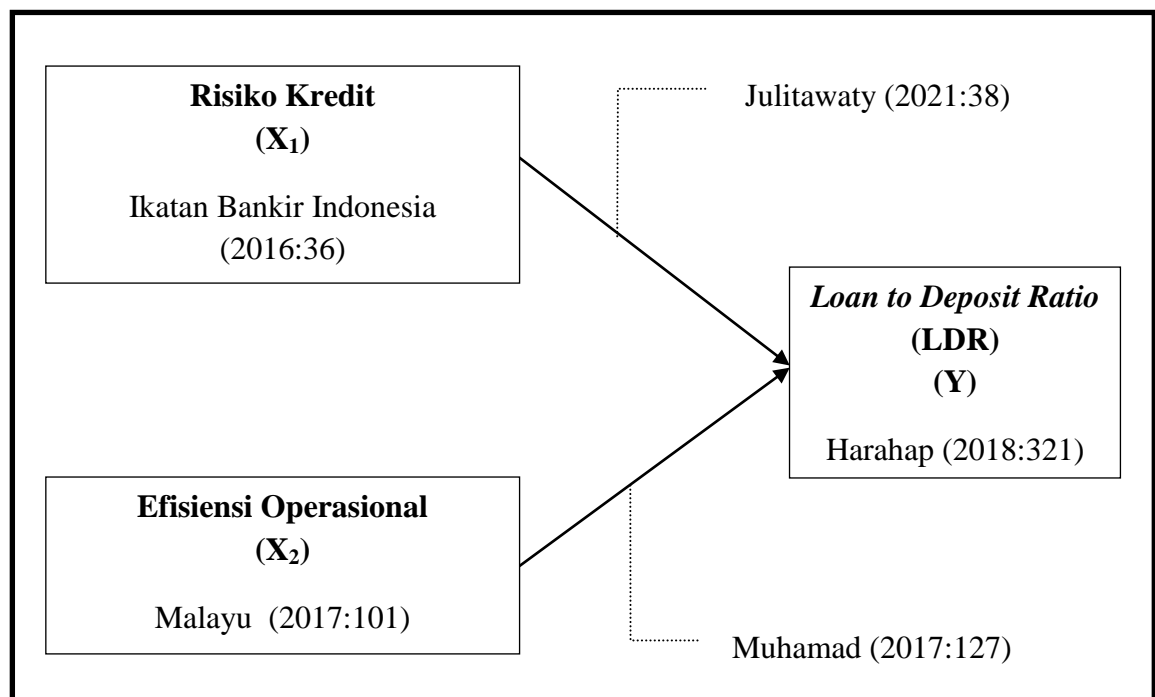 Risiko Kredit
(X₁)
Ikatan Bankir Indonesia
(2016:36)
Julitawaty (2021:38)
Loan to Deposit Ratio
(LDR)
(Y)
Harahap (2018:321)
Efisiensi Operasional
(X₂)
Malayu (2017:101)
Muhamad (2017:127)